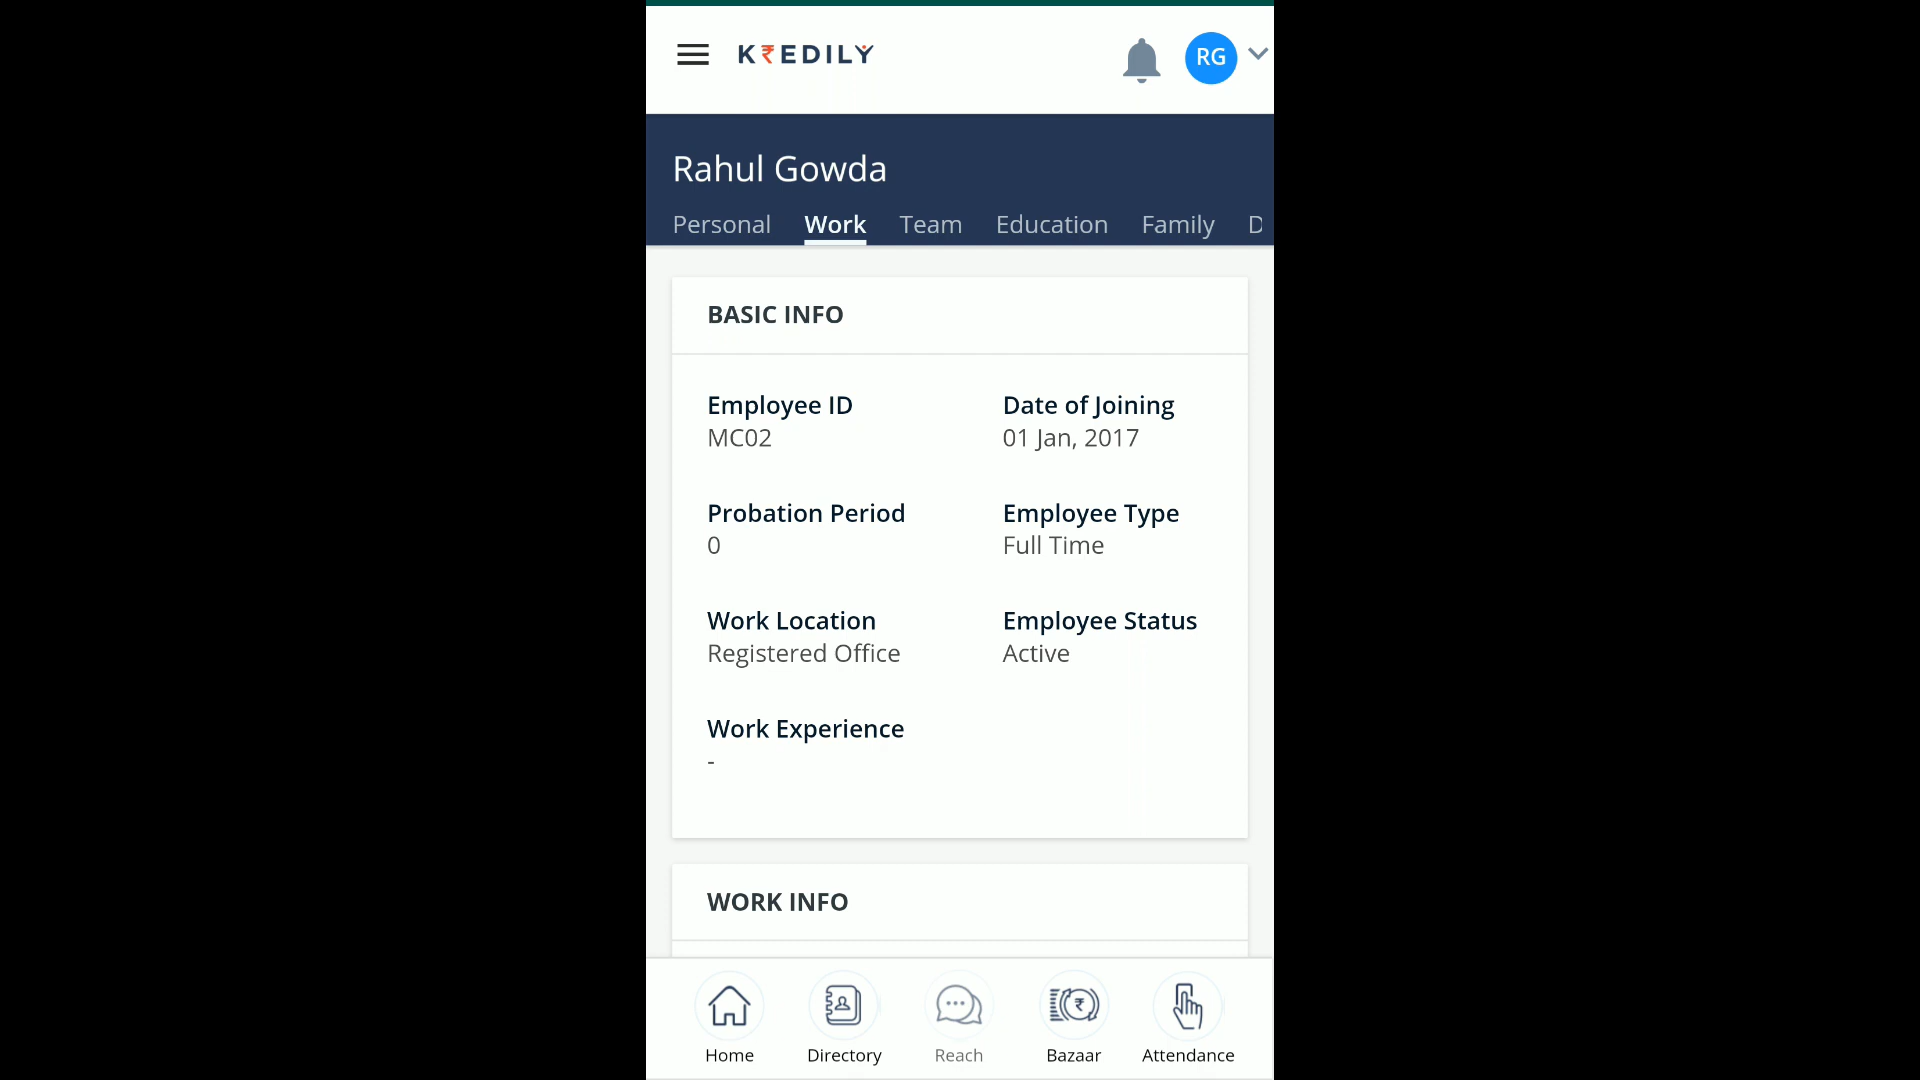 K₹EDILY
RG
Rahul Gowda
Personal Work Team Education Family D
BASIC INFO
Employee ID Date of Joining
MC02 01 Jan, 2017
Probation Period Employee Type
0 Full Time
Work Location Employee Status
Registered Office Active
Work Experience
-
WORK INFO
Home Directory Reach Bazaar Attendance